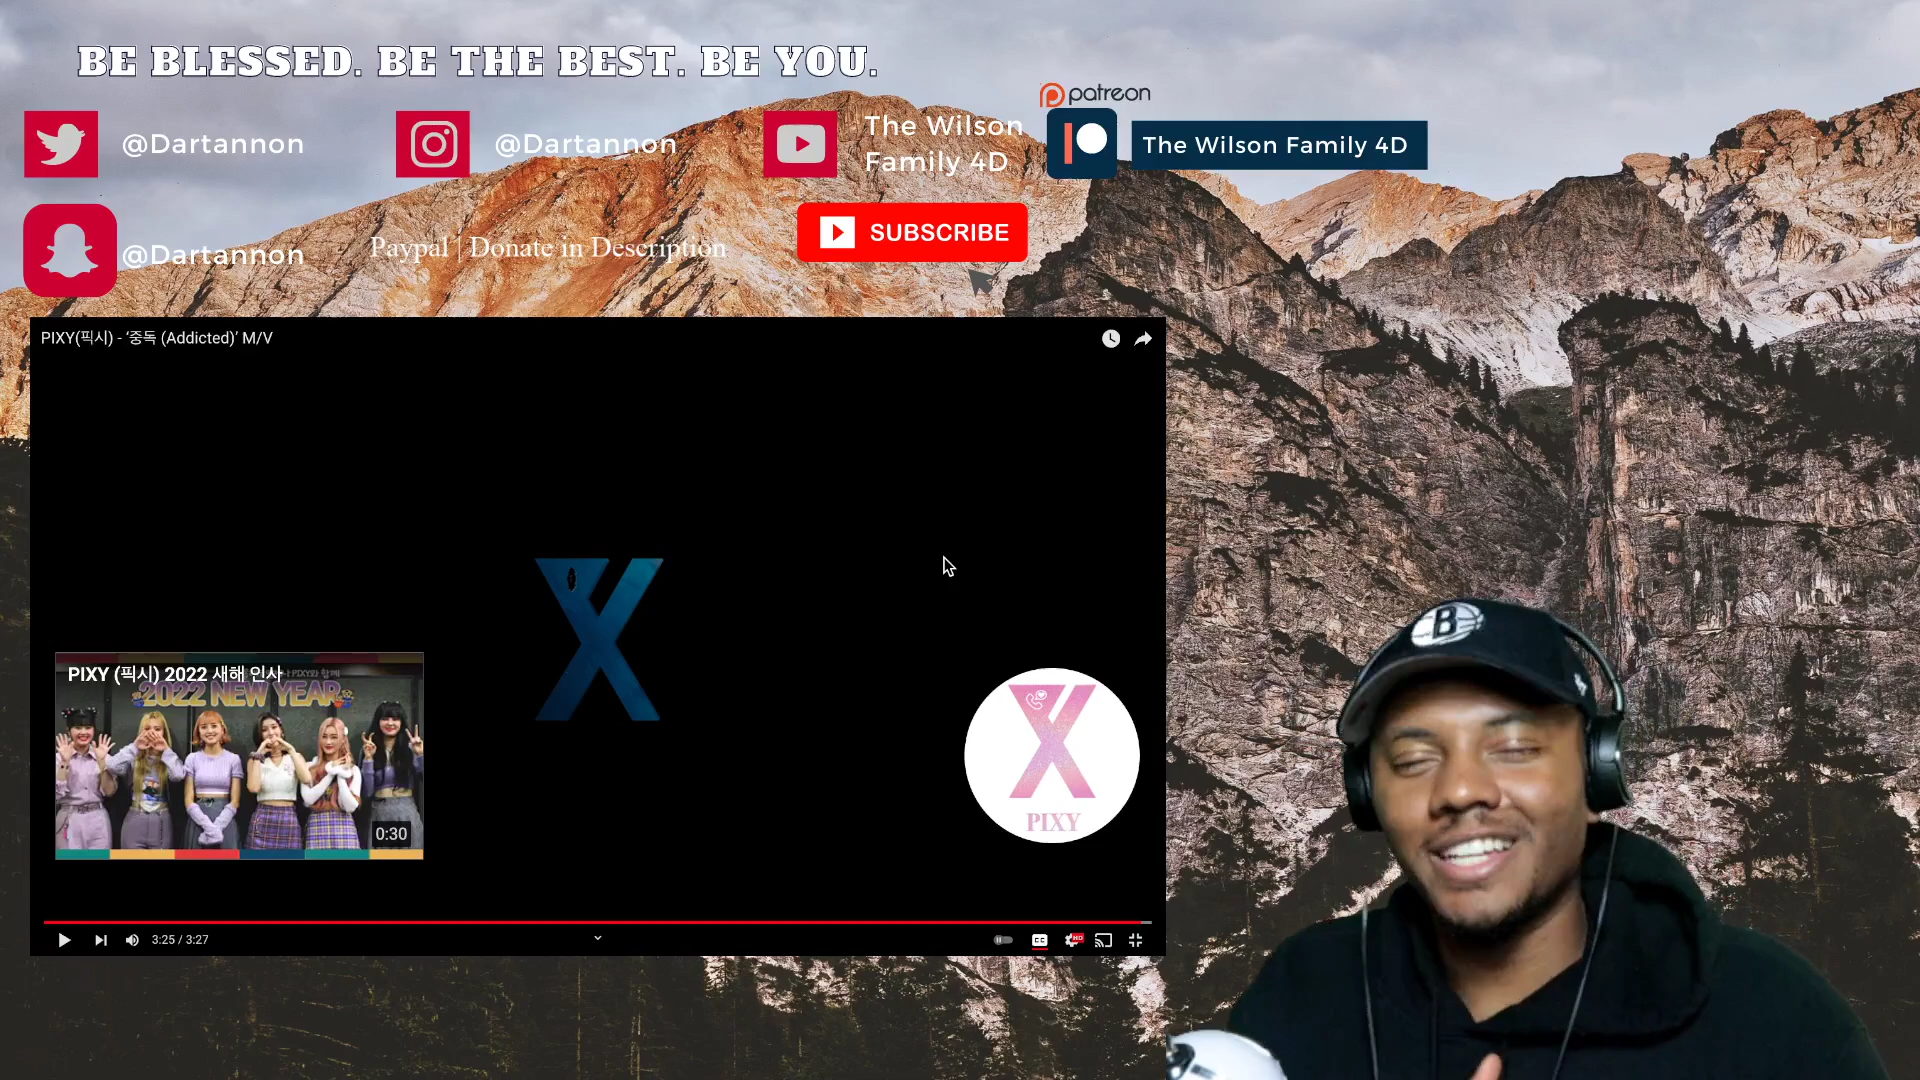 BE BLESSED. BE THE BEST. BE YOU.
patreon
@Dartannon
@Dartannon
The Wilson
Family 4D
The Wilson Family 4D
@Dartannon
Paypal | Donate in Description
SUBSCRIBE
PIXY(픽시) - ‘중독 (Addicted)’ M/V
B
X
PIXY (픽시) 2022 새해 인사
2022 NEW YEAR
0:30
X
PIXY
3:25 / 3:27
CC
HD